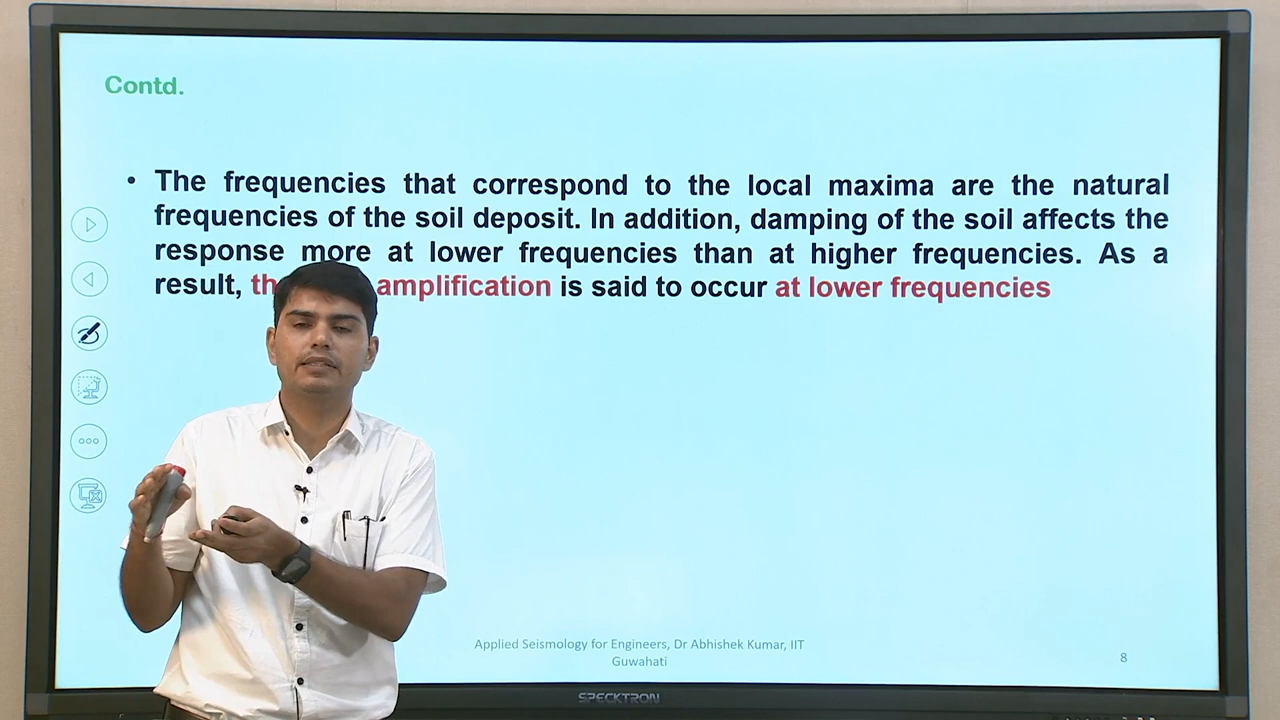 Contd.
• The frequencies that correspond to the local maxima are the natural
frequencies of the soil deposit. In addition, damping of the soil affects the
response more at lower frequencies than at higher frequencies. As a
result, amplification is said to occur at lower frequencies
Applied Seismology for Engineers, Dr Abhishek Kumar, IIT
Guwahati
8
SPECKTRON